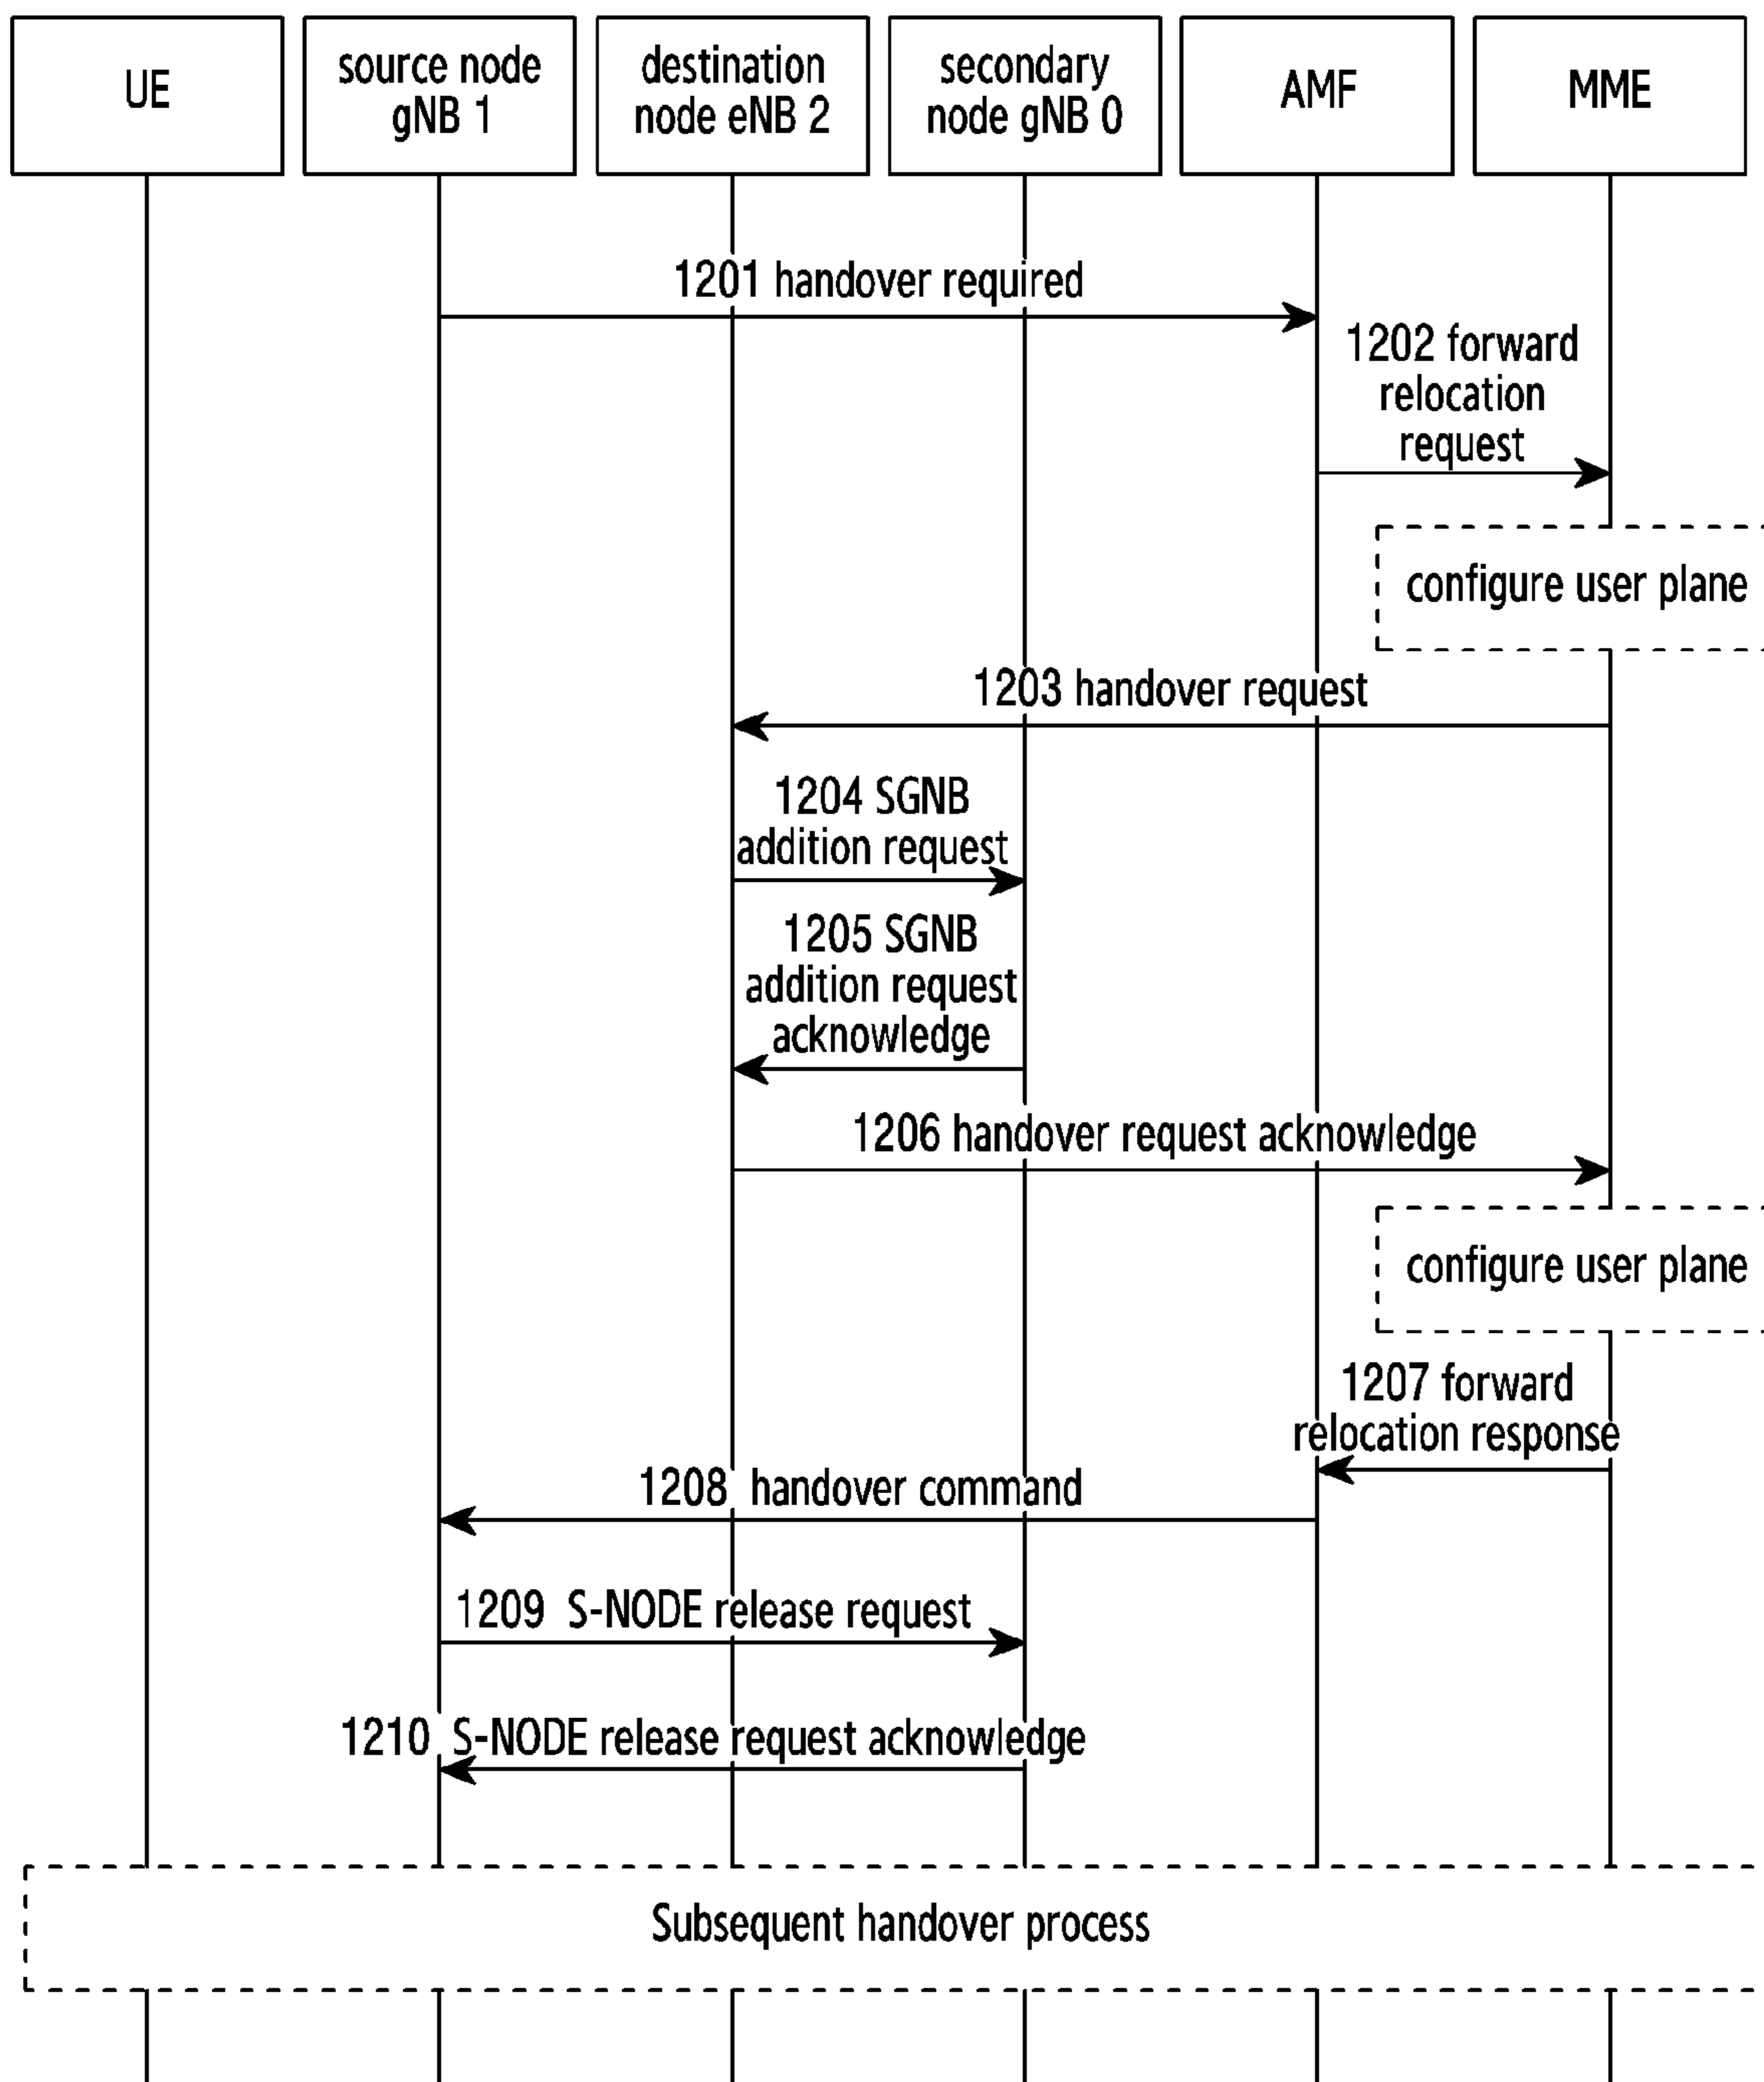 UE
source node
gNB 1
destination
node eNB 2
secondary
node gNB 0
AMF
MME
1201 handover required
1202 forward
relocation
request
configure user plane
1203 handover request
1204 SGNB
addition request
1205 SGNB
addition request
acknowledge
1206 handover request acknowledge
configure user plane
1207 forward
relocation response
1208 handover command
1209 S-NODE release request
1210 S-NODE release request acknowledge
Subsequent handover process